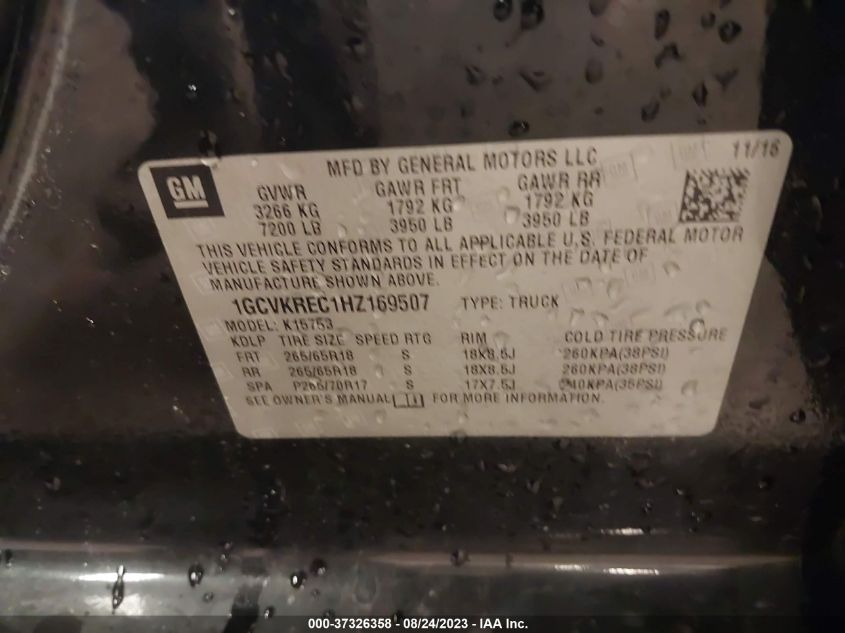 GM
MFD BY GENERAL MOTORS LLC
11/16
GVWR GAWR FRT GAWR RR
3266 KG 1792 KG 1792 KG
7200 LB 3950 LB 3950 LB
THIS VEHICLE CONFORMS TO ALL APPLICABLE U.S. FEDERAL MOTOR
VEHICLE SAFETY STANDARDS IN EFFECT ON THE DATE OF
MANUFACTURE SHOWN ABOVE.
1GCVKREC1HZ169507 TYPE: TRUCK
MODEL: K15753
KDLP TIRE SIZE SPEED RTG RIM COLD TIRE PRESSURE
FRT 265/65R18 S 18X8.5J 260KPA(38PSI)
RR 265/65R18 S 18X8.5J 260KPA(38PSI)
SPA P265/70R17 S 17X7.5J 240KPA(35PSI)
SEE OWNER'S MANUAL FOR MORE INFORMATION.
000-37326358 - 08/24/2023 - IAA Inc.